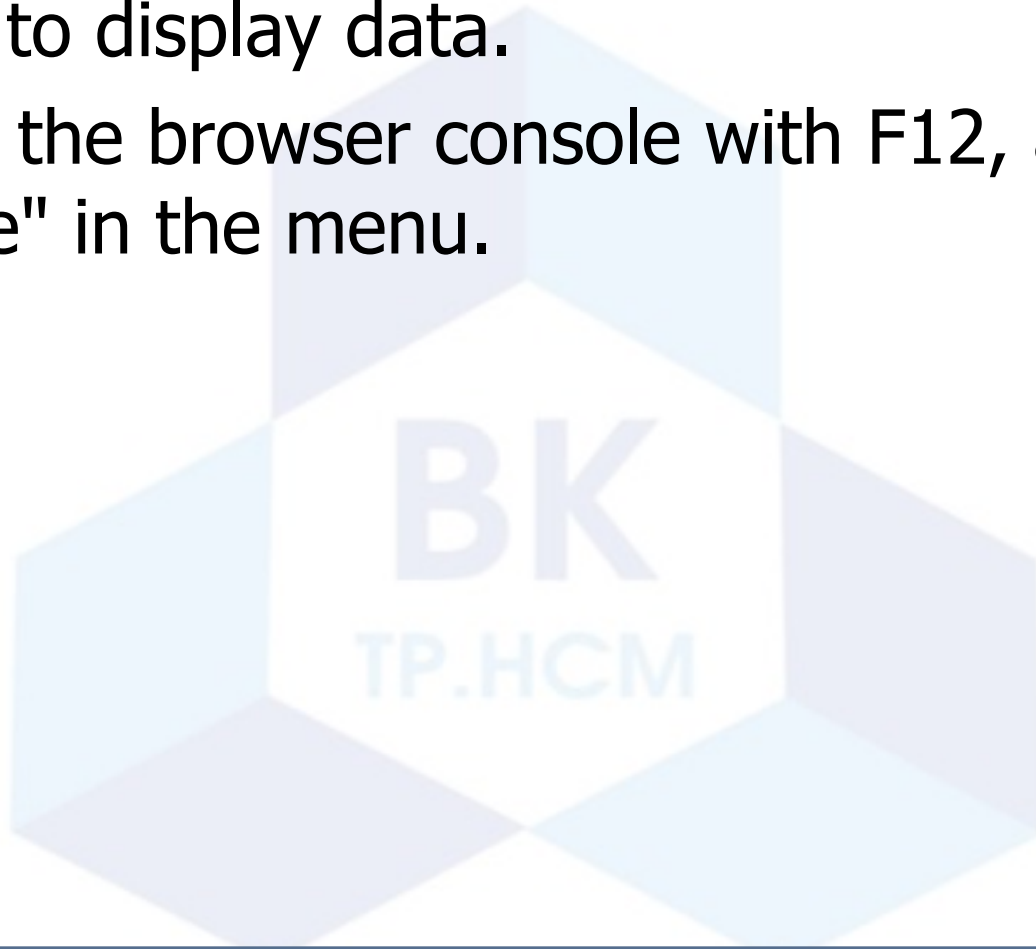 to display data.
the browser console with F12,
e" in the menu.
BK
TP.HCM